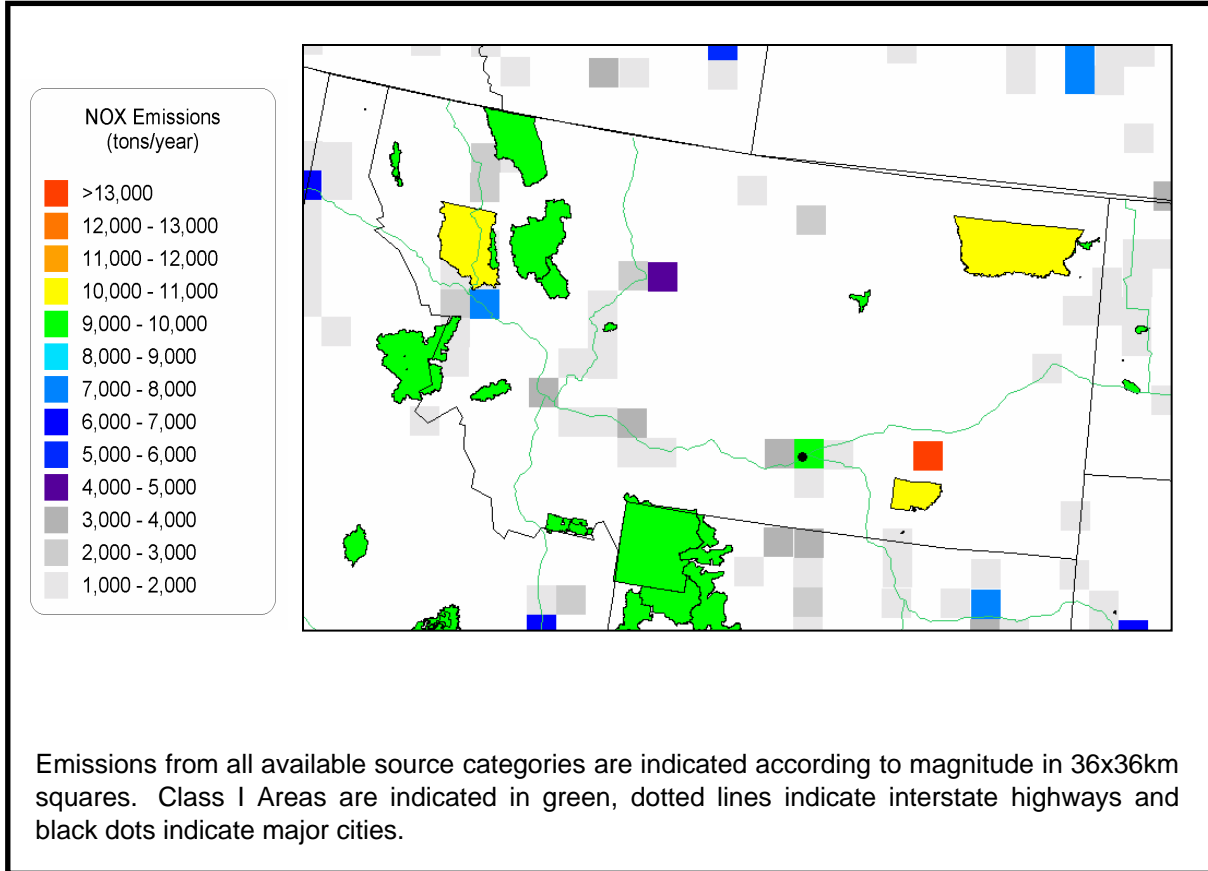 NOX Emissions
(tons/year)
>13,000
12,000 - 13,000
11,000 - 12,000
10,000 - 11,000
9,000 - 10,000
8,000 - 9,000
7,000 - 8,000
6,000 - 7,000
5,000 - 6,000
4,000 - 5,000
3,000 - 4,000
2,000 - 3,000
1,000 - 2,000
Emissions from all available source categories are indicated according to magnitude in 36x36km
squares. Class I Areas are indicated in green, dotted lines indicate interstate highways and
black dots indicate major cities.